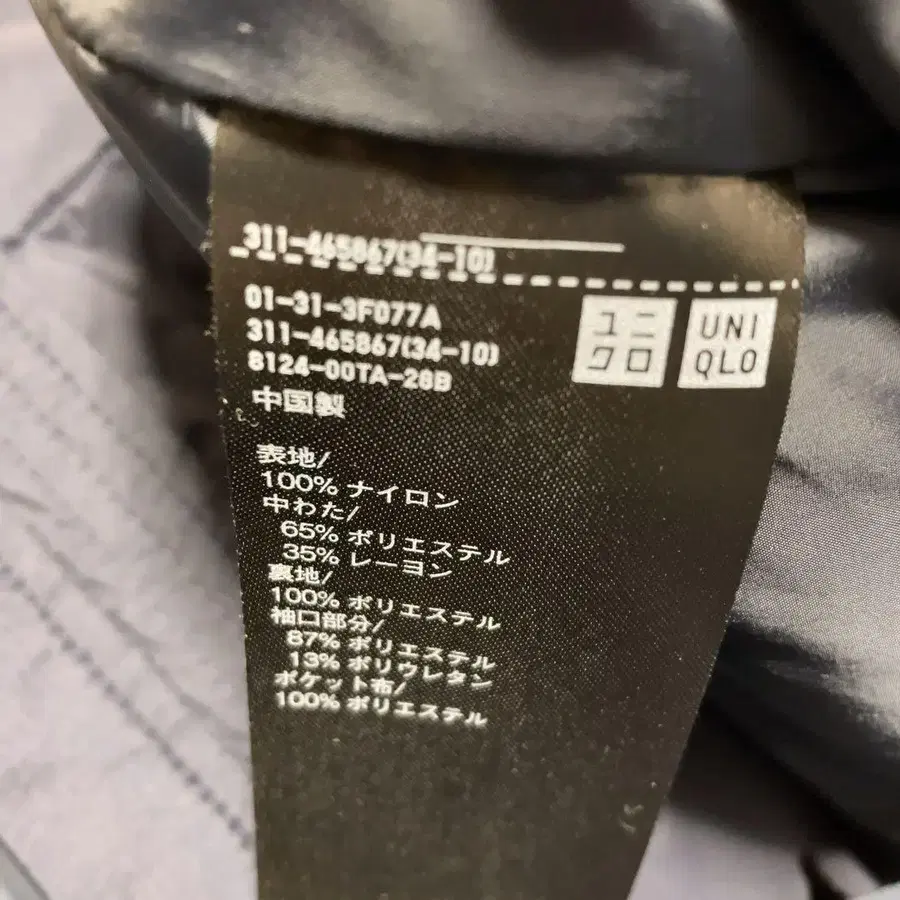 311-465867(34-10)
01-31-3F077A
311-465867(34-10)
8124-00TA-28B
中国製
ユニ
クロ
UNI
QLO
表地/
100% ナイロン
中わた/
65% ポリエステル
35% レーヨン
裏地/
100% ポリエステル
袖口部分/
87% ポリエステル
13% ポリウレタン
ポケット布/
100% ポリエステル